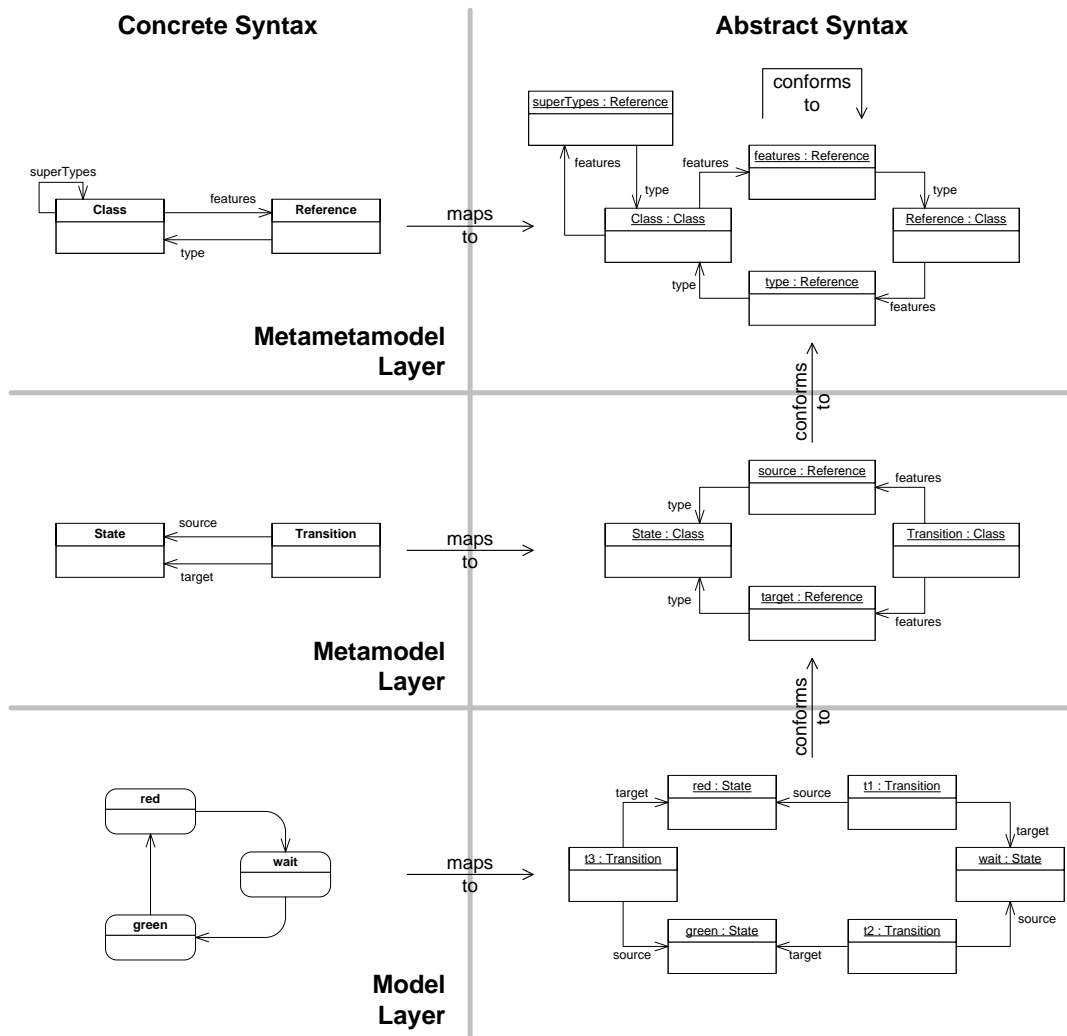 Concrete Syntax
Abstract Syntax
superTypes
Class
features
Reference
type
maps
to
superTypes : Reference
conforms
to
features
features
features : Reference
type
type
Class : Class
Reference : Class
type
type : Reference
features
Metametamodel
Layer
conforms
to
State
source
Transition
target
maps
to
source : Reference
features
type
State : Class
Transition : Class
type
target : Reference
features
Metamodel
Layer
conforms
to
red
wait
green
maps
to
target
red : State
source
t1 : Transition
target
t3 : Transition
wait : State
source
green : State
target
t2 : Transition
source
Model
Layer